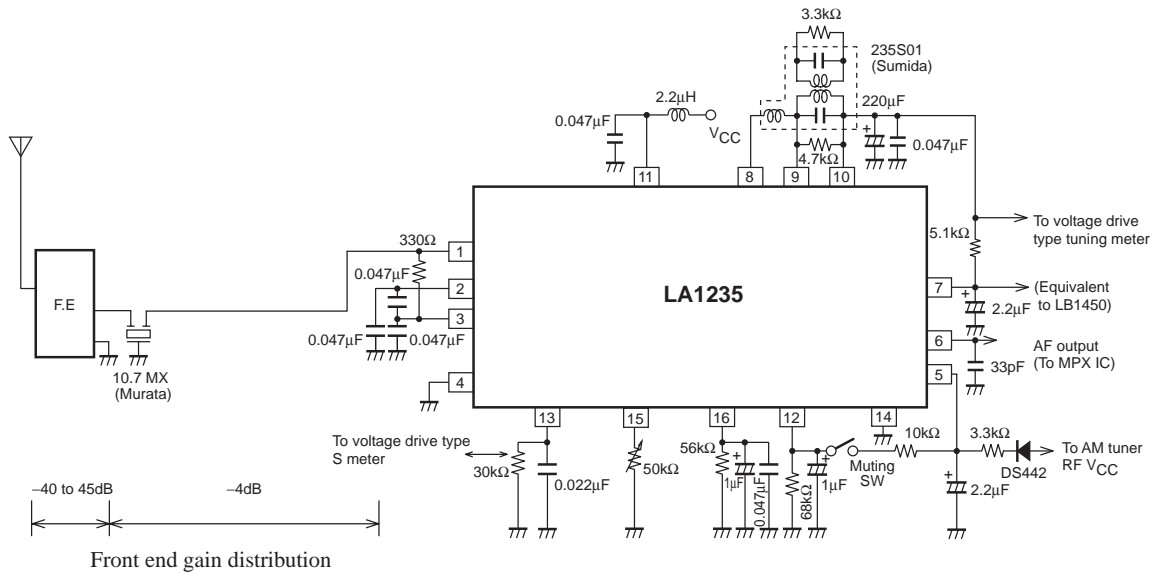 3.3kΩ
235S01
(Sumida)
2.2µH
220µF
0.047µF
VCC
+
0.047µF
4.7kΩ
11
8
9
10
To voltage drive
type tuning meter
5.1kΩ
330Ω
1
0.047µF
F.E
2
LA1235
7
+
(Equivalent
to LB1450)
2.2µF
3
0.047µF
0.047µF
6
AF output
(To MPX IC)
33pF
10.7 MX
(Murata)
4
5
13
15
16
12
14
To voltage drive type
S meter
30kΩ
0.022µF
50kΩ
56kΩ
+
1µF
0.047µF
68kΩ
+
1µF
Muting
SW
10kΩ
3.3kΩ
DS442
To AM tuner
RF VCC
+
2.2µF
–40 to 45dB
–4dB
Front end gain distribution